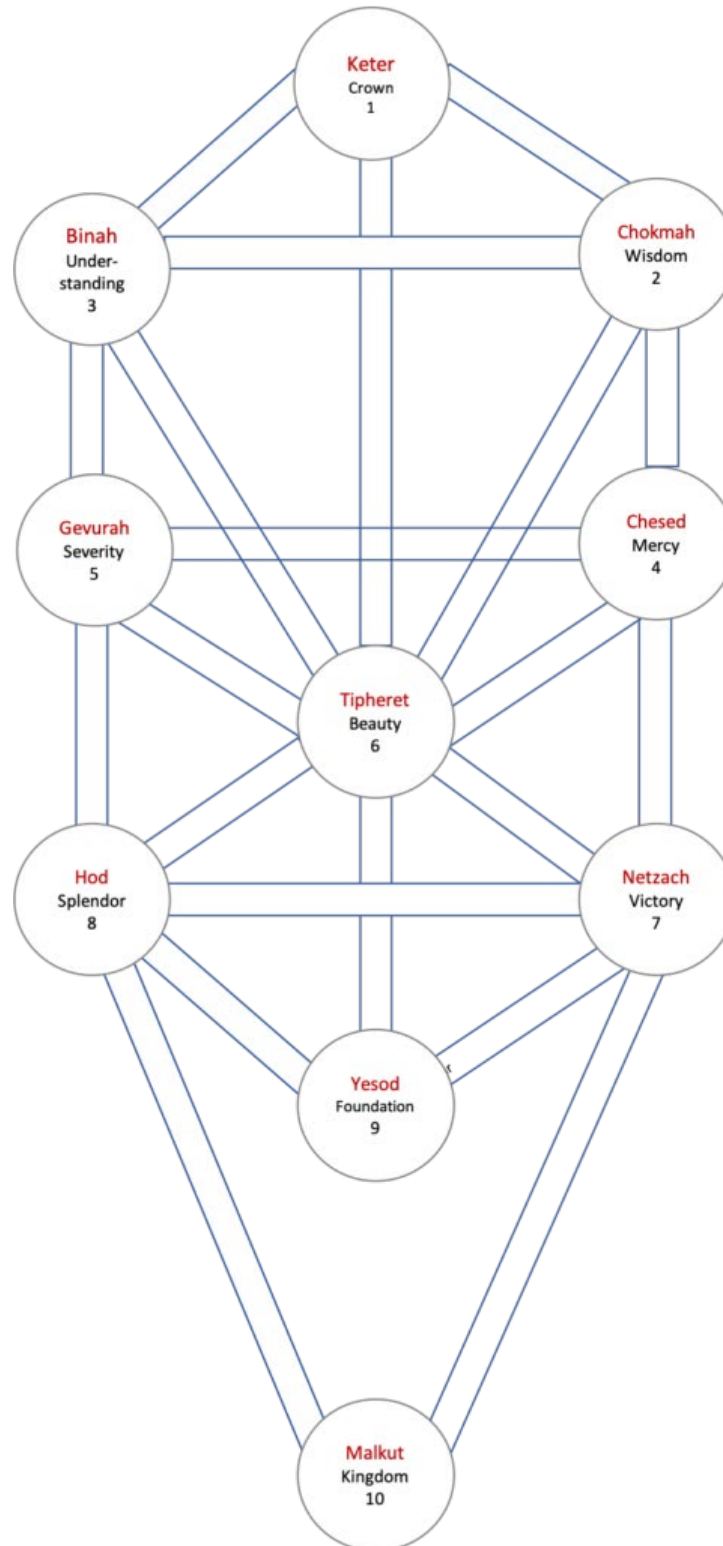 Keter
Crown
1
Binah
Under-
standing
3
Chokmah
Wisdom
2
Gevurah
Severity
5
Chesed
Mercy
4
Tipheret
Beauty
6
Hod
Splendor
8
Netzach
Victory
7
Yesod
Foundation
9
Malkut
Kingdom
10